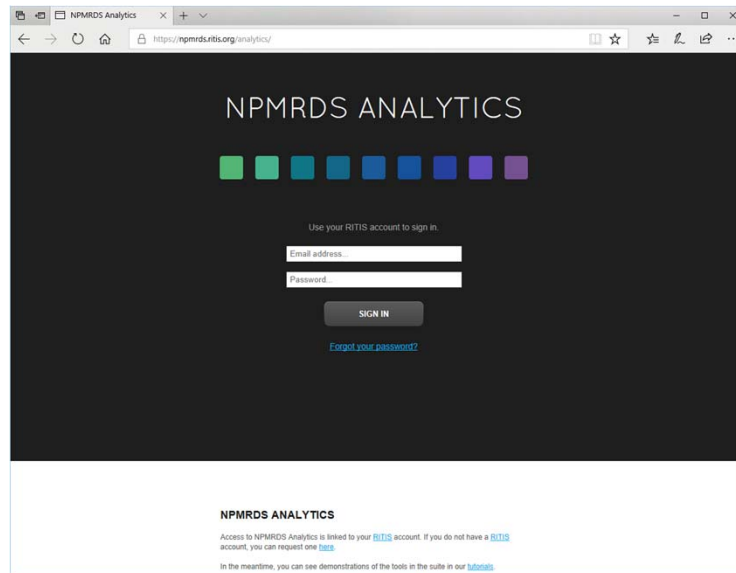 NPMRDS Analytics
https://npmrds.ritis.org/analytics/
NPMRDS ANALYTICS
Use your RITIS account to sign in.
Email address...
Password...
SIGN IN
Forgot your password?
NPMRDS ANALYTICS
Access to NPMRDS Analytics is linked to your RITIS account. If you do not have a RITIS
account, you can request one here.
In the meantime, you can see demonstrations of the tools in the suite in our tutorials.